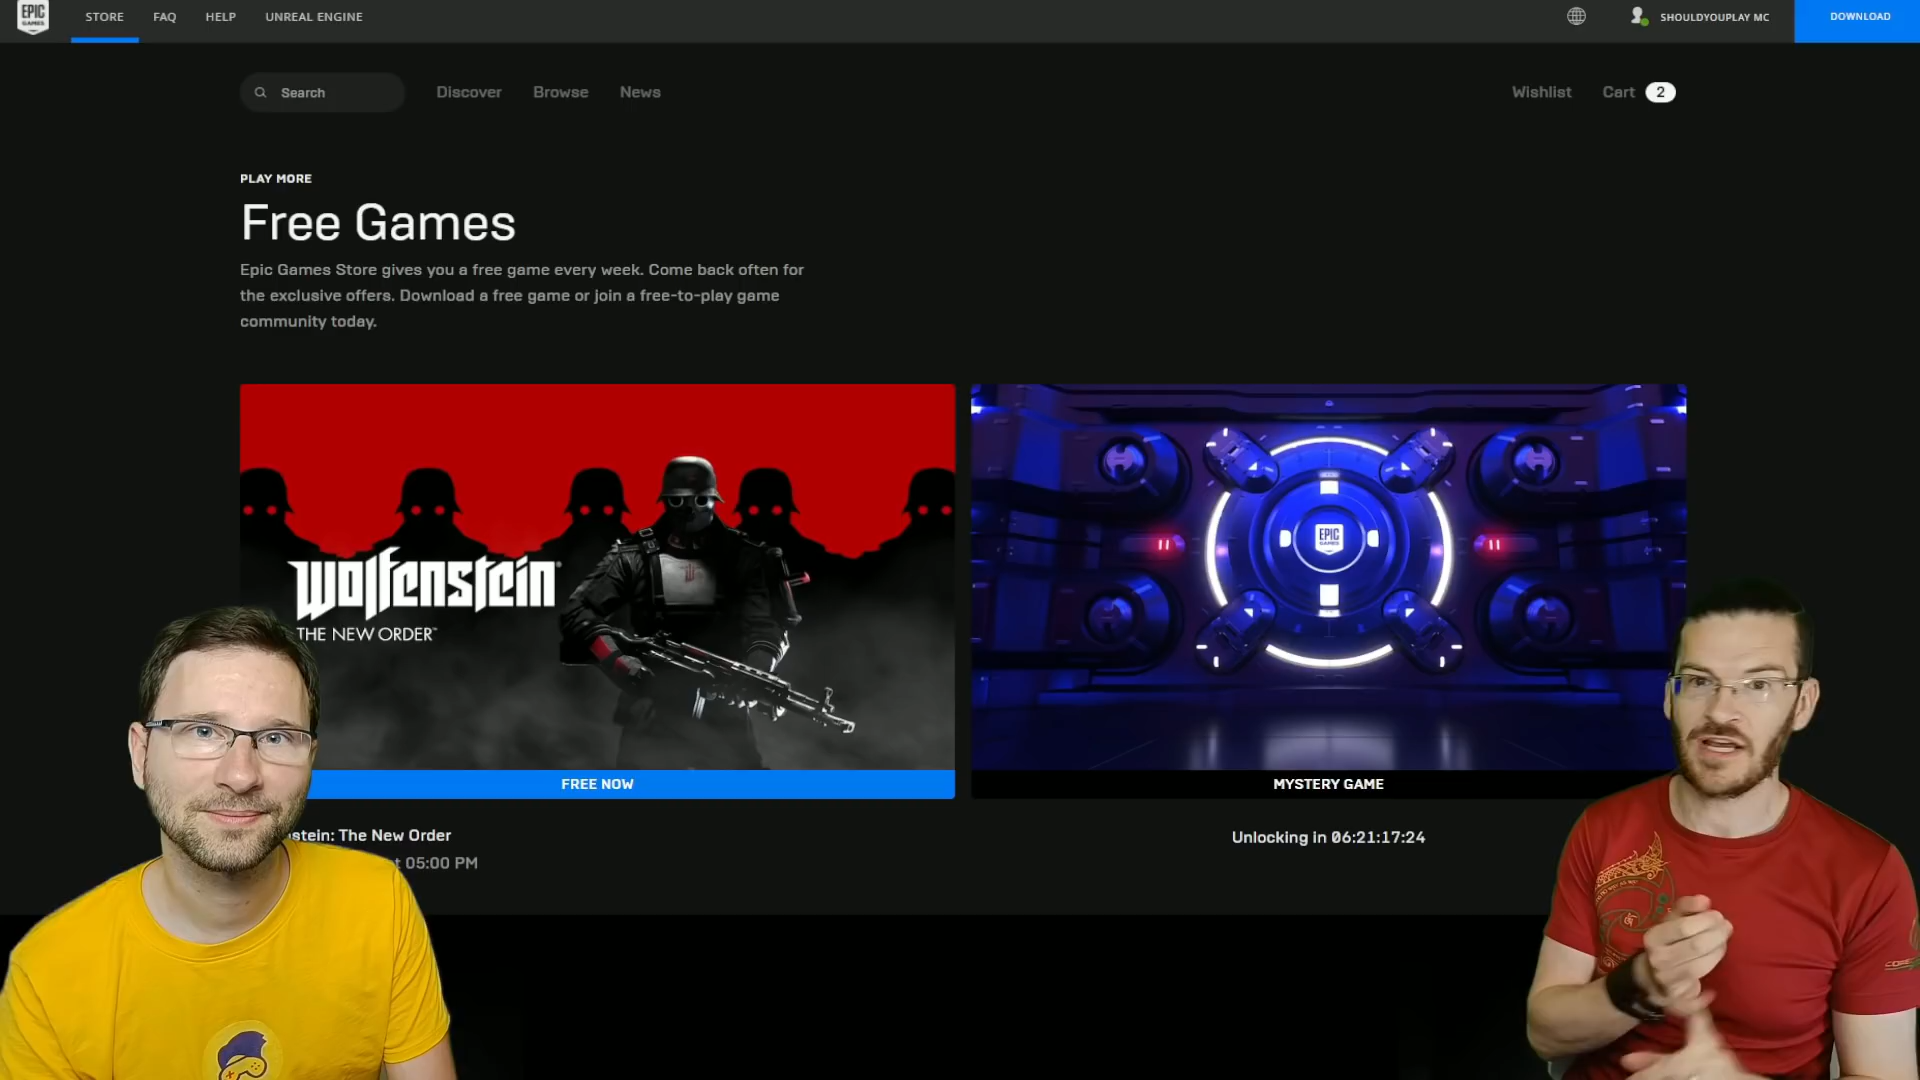 EPIC GAMES
STORE
FAQ
HELP
UNREAL ENGINE
SHOULDYOUPLAY MC
DOWNLOAD
Search
Discover
Browse
News
Wishlist
Cart 2
PLAY MORE
Free Games
Epic Games Store gives you a free game every week. Come back often for
the exclusive offers. Download a free game or join a free-to-play game
community today.
wolfenstein
THE NEW ORDER™
EPIC GAMES
FREE NOW
MYSTERY GAME
stein: The New Order
t 05:00 PM
Unlocking in 06:21:17:24